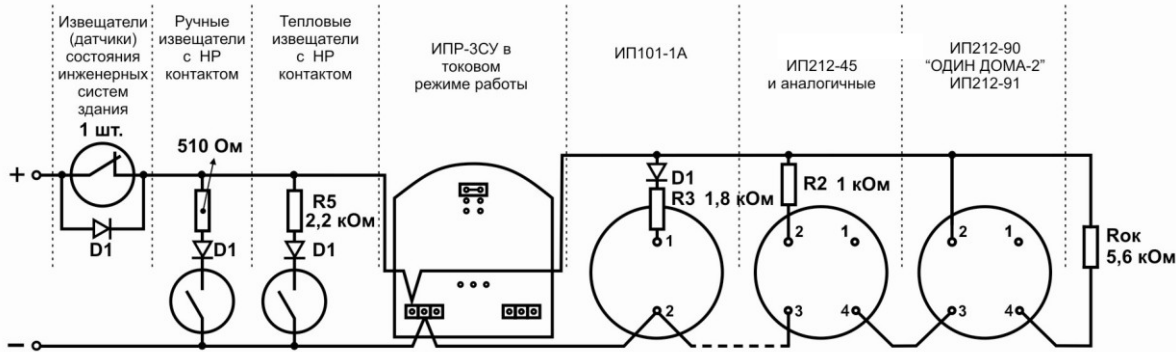 Извещатели
(датчики)
состояния
инженерных
систем
здания
1 шт.
Ручные
извещатели
с НР
контактом
Тепловые
извещатели
с НР
контактом
ИПР-3СУ в
токовом
режиме работы
ИП101-1А
ИП212-45
и аналогичные
ИП212-90
“ОДИН ДОМА-2”
ИП212-91
+
D1
510 Ом
D1
R5
2,2 кОм
D1
D1
R3 1,8 кОм
1
2
R2 1 кОм
2
1
3
4
2
1
3
4
Rок
5,6 кОм
–